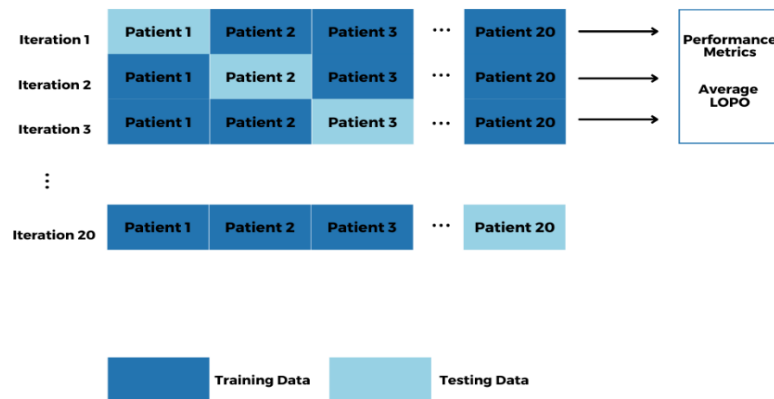 Iteration 1 Patient 1 Patient 2 Patient 3 ... Patient 20
Performance
Metrics
Iteration 2 Patient 1 Patient 2 Patient 3 ... Patient 20
Average
LOPO
Iteration 3 Patient 1 Patient 2 Patient 3 ... Patient 20
...
Iteration 20 Patient 1 Patient 2 Patient 3 ... Patient 20
Training Data Testing Data